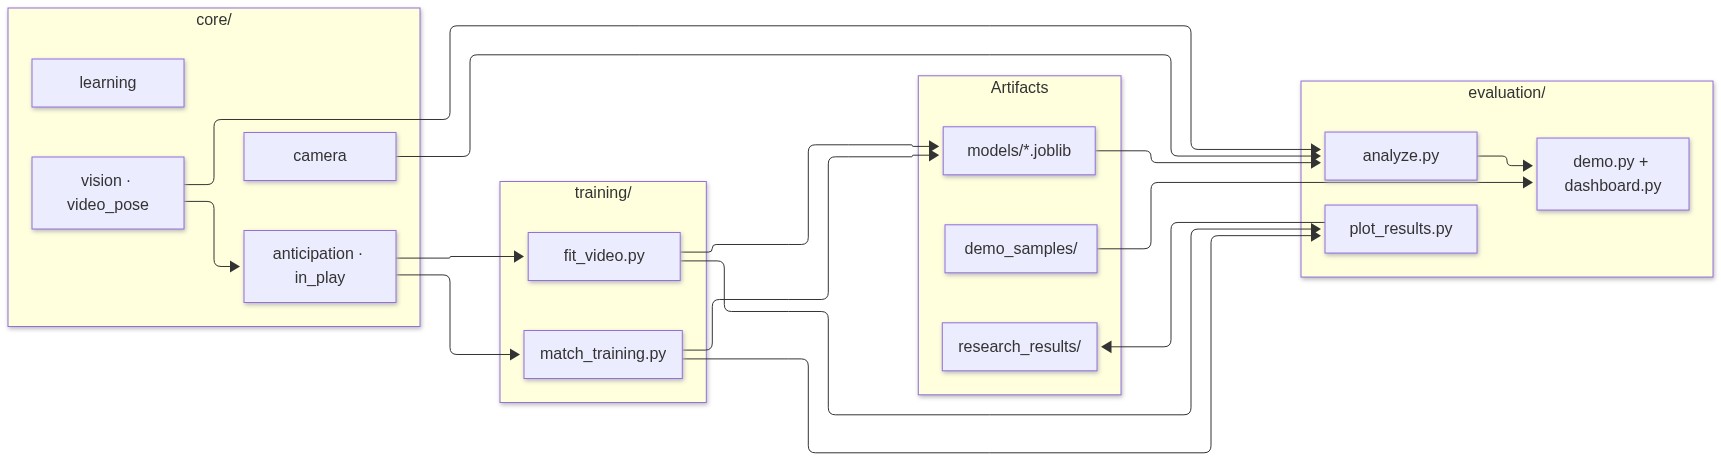 core/
learning
vision ·
video_pose
camera
anticipation ·
in_play
training/
fit_video.py
match_training.py
Artifacts
models/*.joblib
demo_samples/
research_results/
evaluation/
analyze.py
demo.py +
dashboard.py
plot_results.py